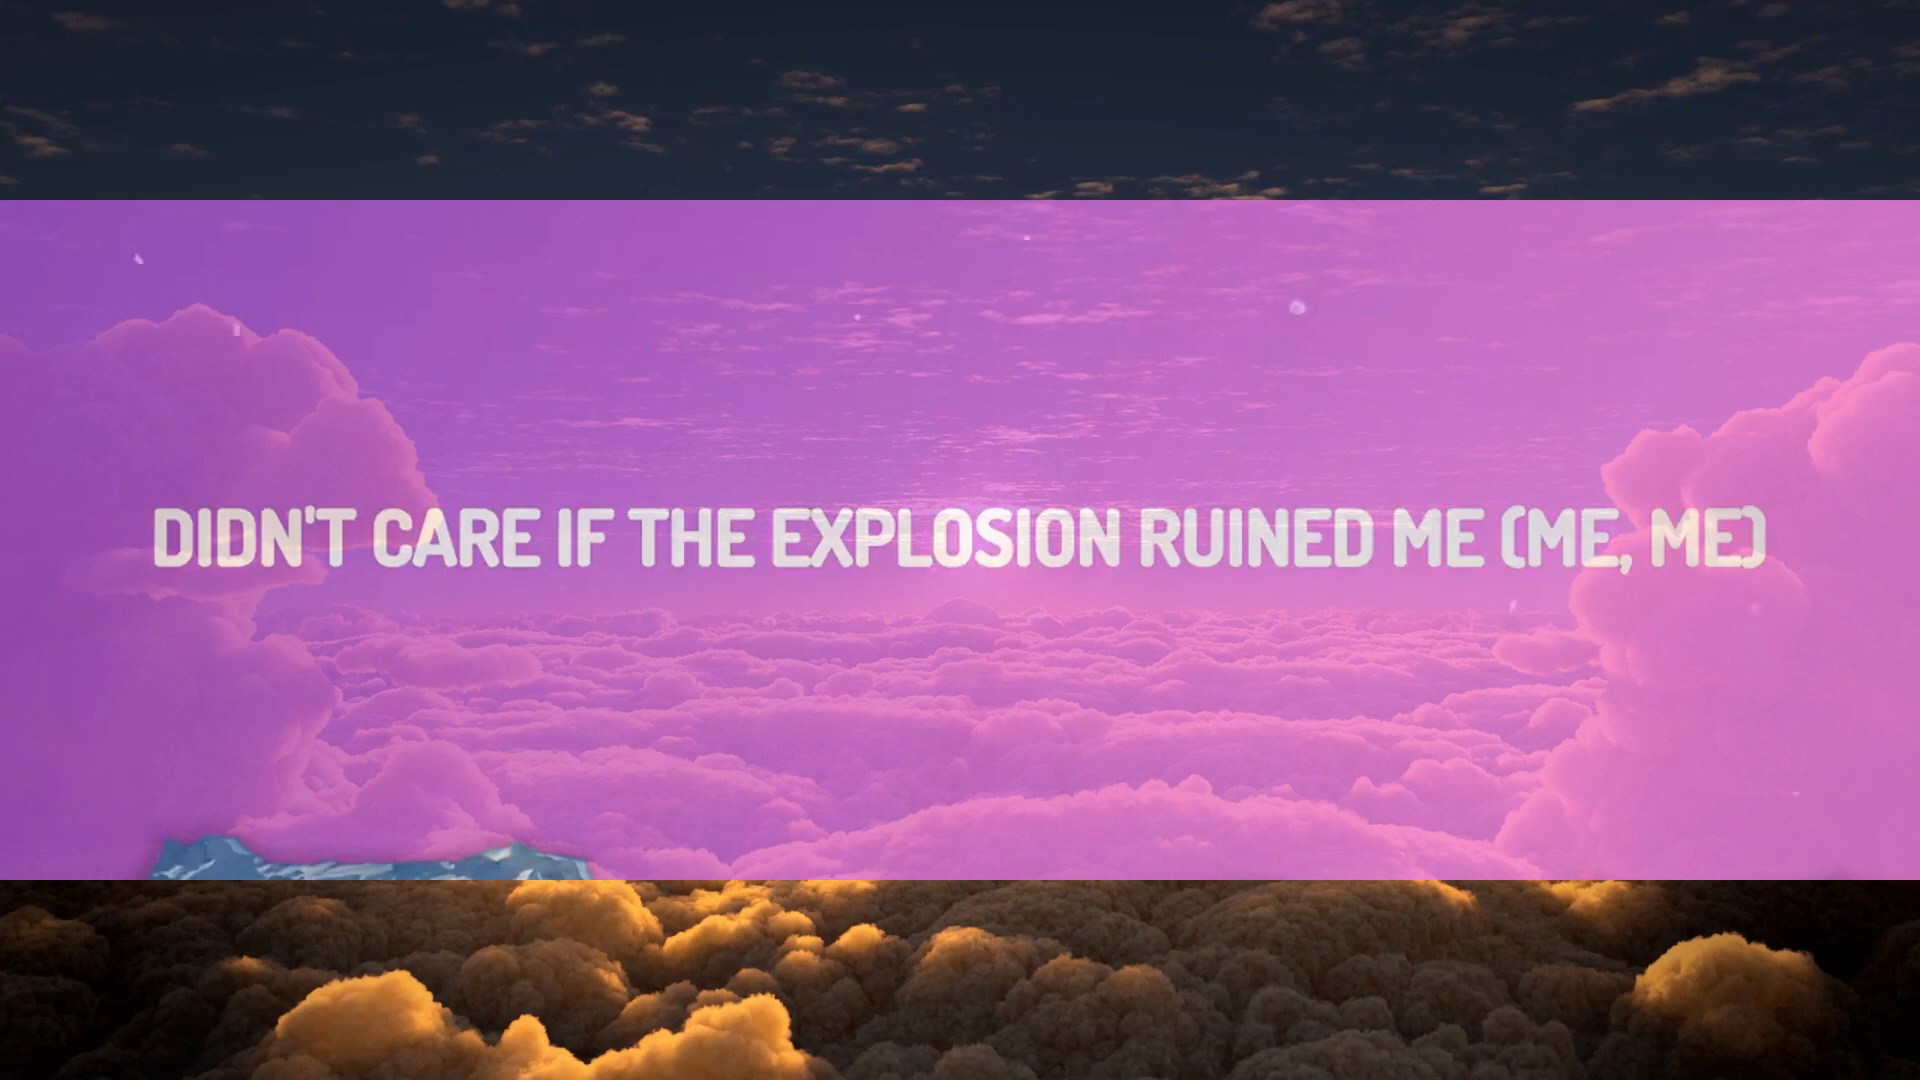 DIDN'T CARE IF THE EXPLOSION RUINED ME (ME, ME)